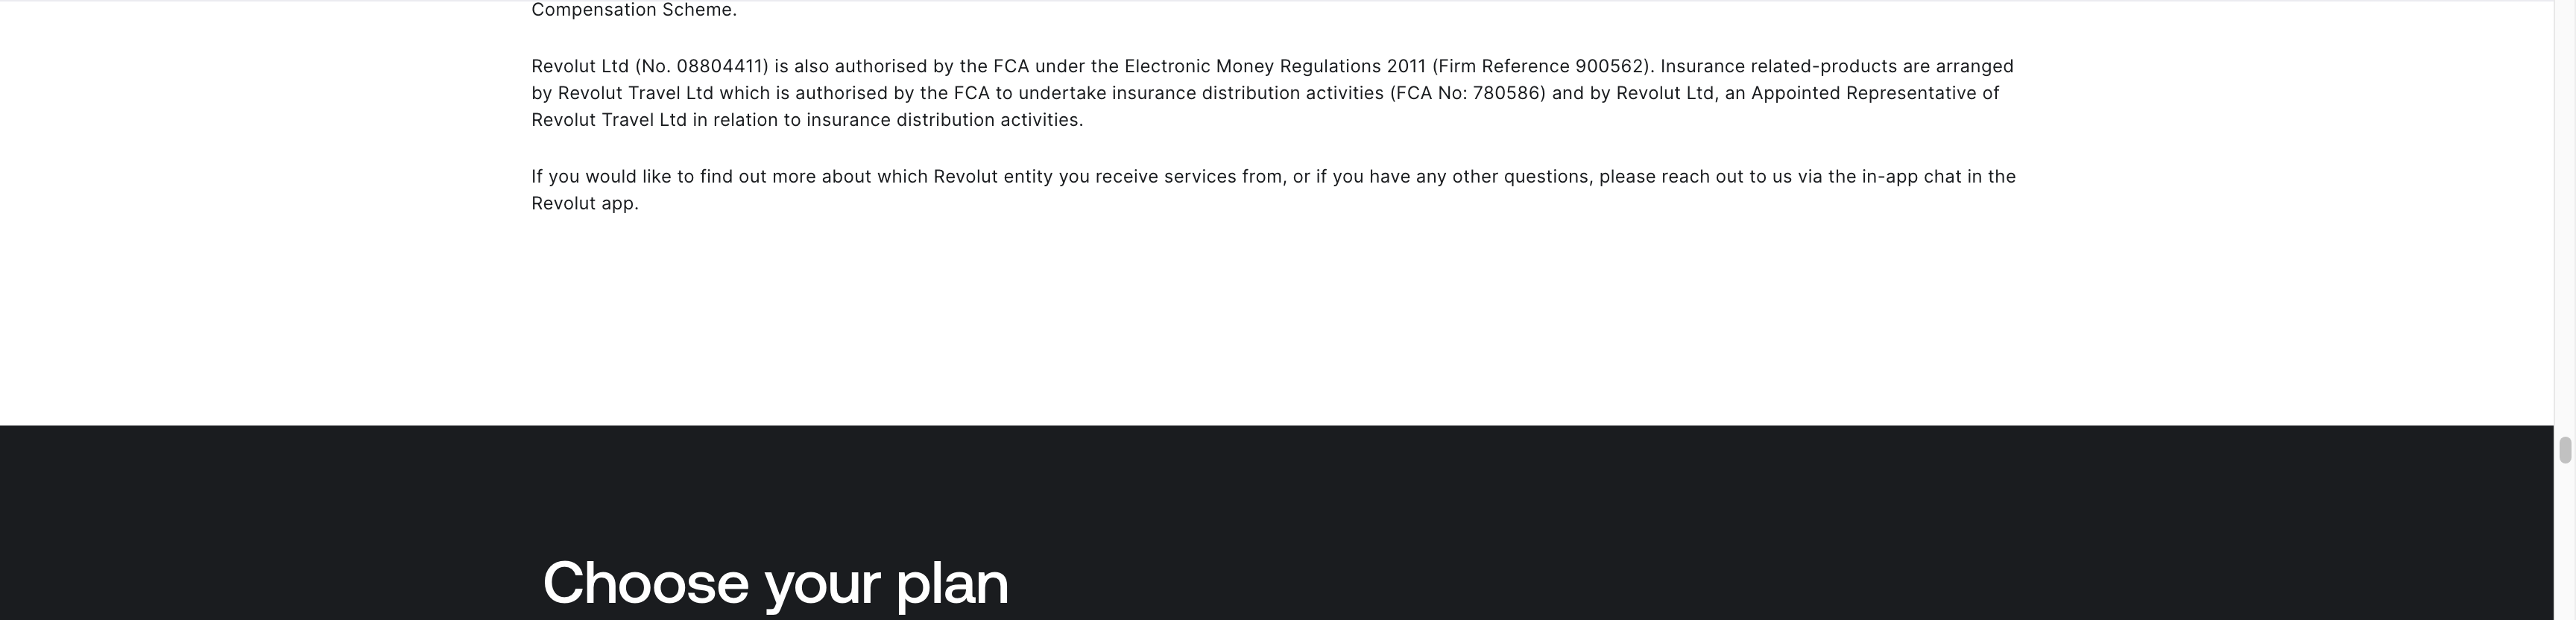 Compensation Scheme.
Revolut Ltd (No. 08804411) is also authorised by the FCA under the Electronic Money Regulations 2011 (Firm Reference 900562). Insurance related-products are arranged
by Revolut Travel Ltd which is authorised by the FCA to undertake insurance distribution activities (FCA No: 780586) and by Revolut Ltd, an Appointed Representative of
Revolut Travel Ltd in relation to insurance distribution activities.
If you would like to find out more about which Revolut entity you receive services from, or if you have any other questions, please reach out to us via the in-app chat in the
Revolut app.
Choose your plan